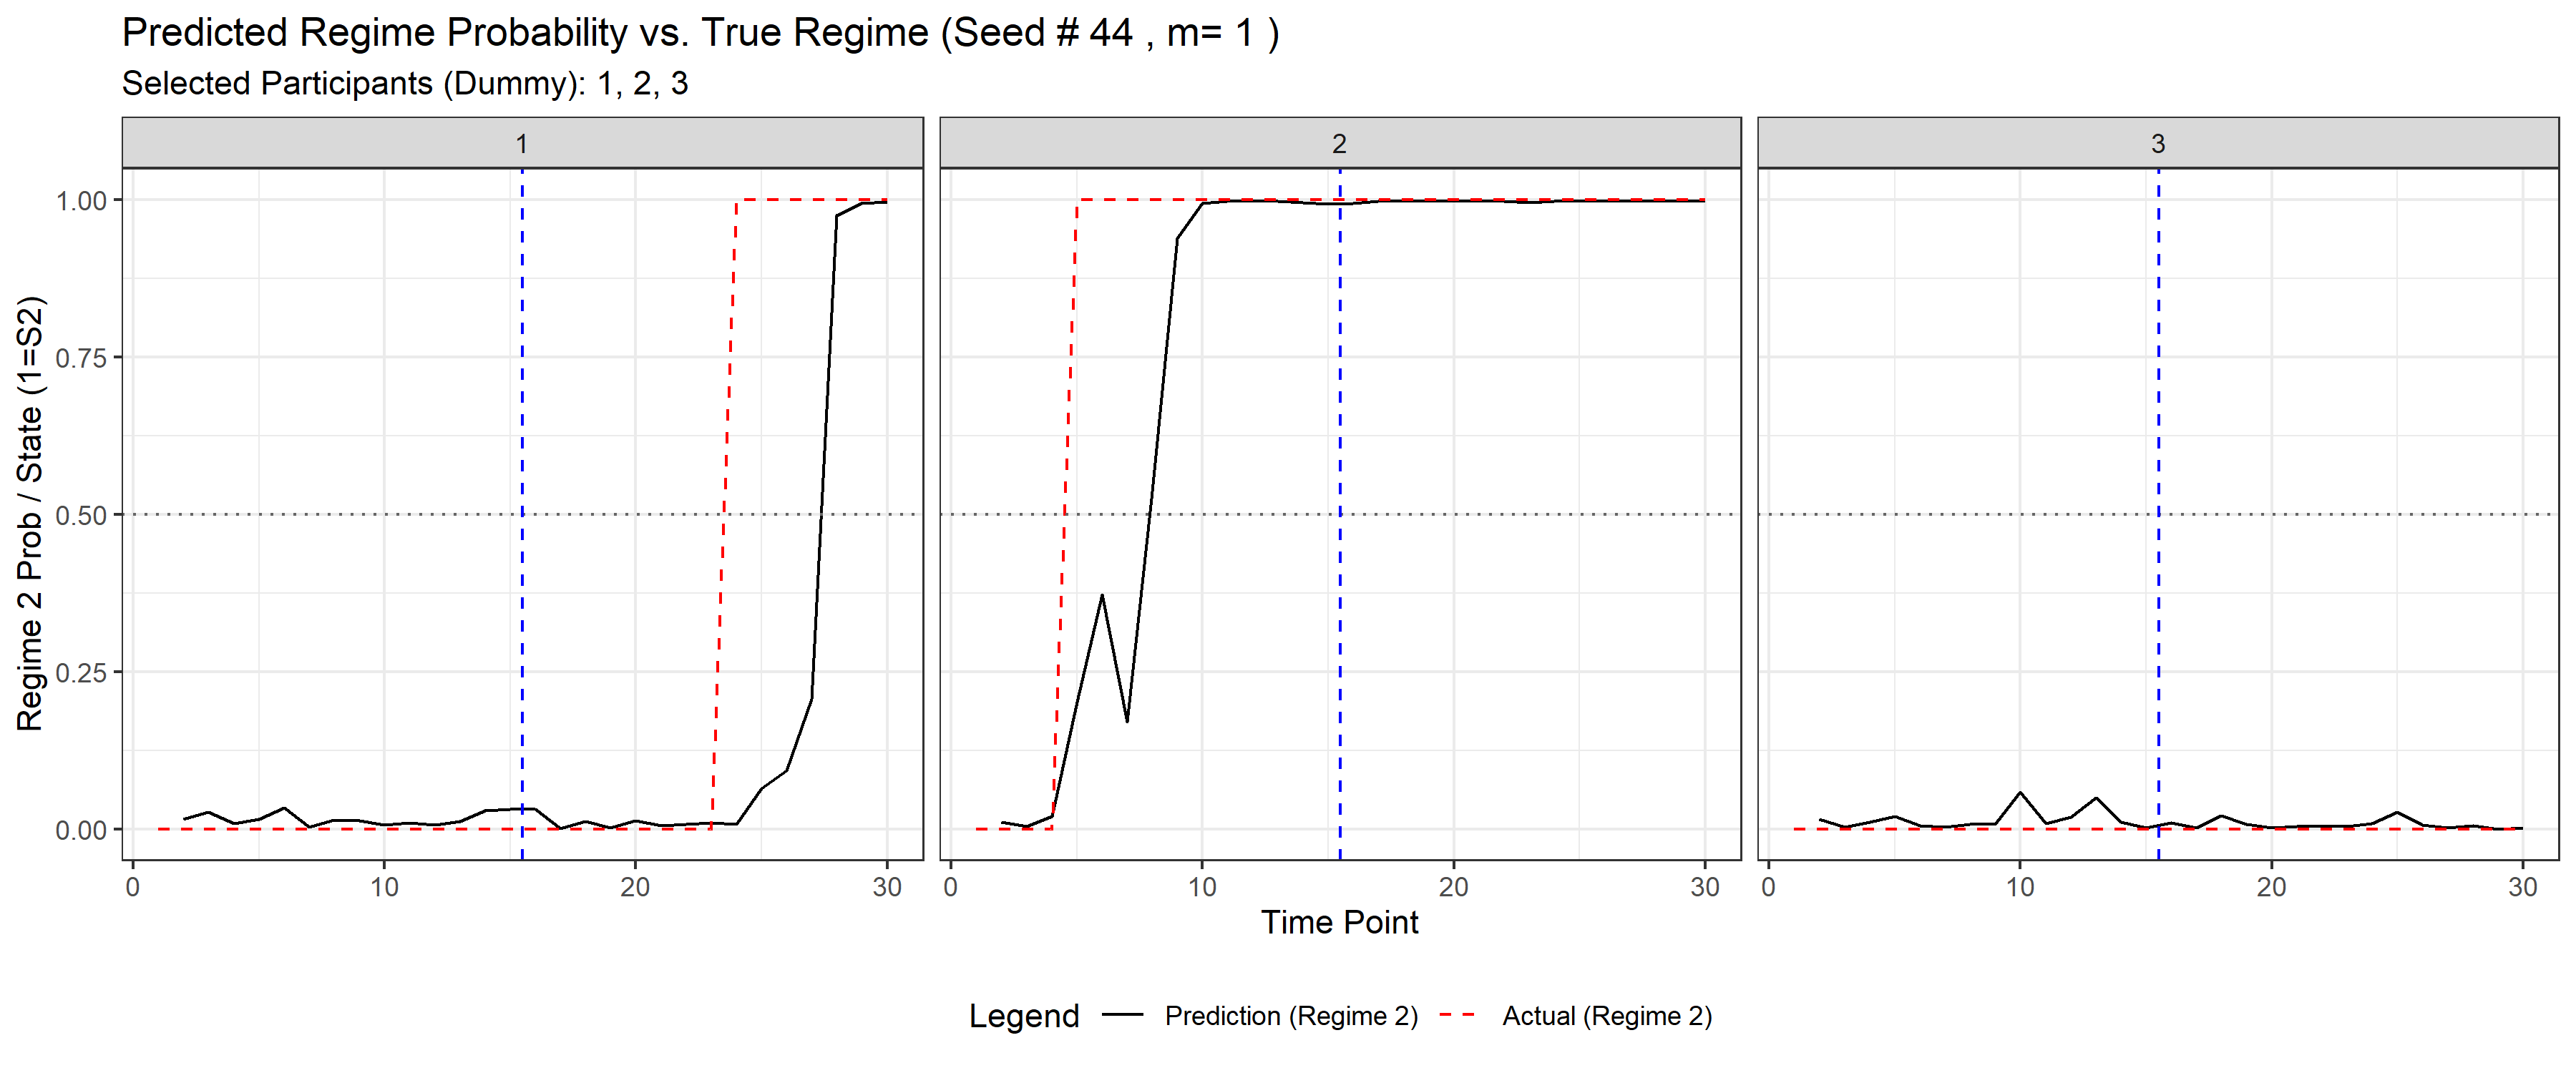 Predicted Regime Probability vs. True Regime (Seed # 44 , m= 1 )
Selected Participants (Dummy): 1, 2, 3
1
2
3
Regime 2 Prob / State (1=S2)
1.00
0.75
0.50
0.25
0.00
0 10 20 30
0 10 20 30
0 10 20 30
Time Point
Legend Prediction (Regime 2) Actual (Regime 2)